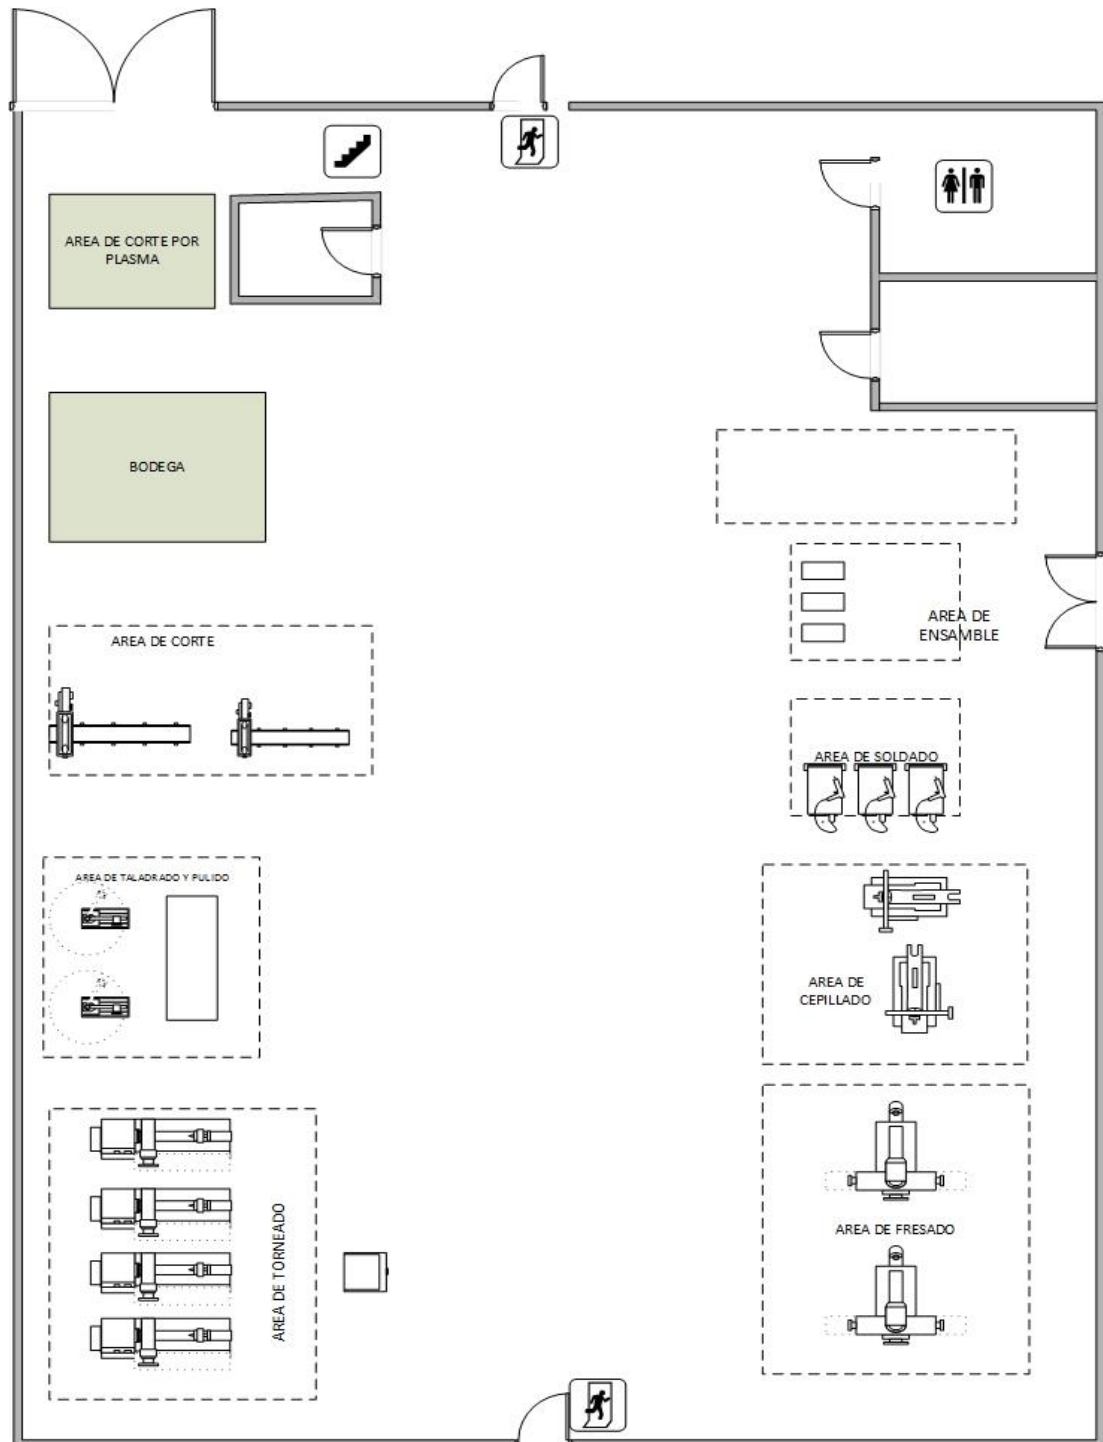 AREA DE CORTE POR
PLASMA
BODEGA
AREA DE CORTE
AREA DE
ENSAMBLE
AREA DE SOLDADO
AREA DE TALADRADO Y PULIDO
AREA DE
CEPILLADO
AREA DE TORNEADO
AREA DE FRESADO